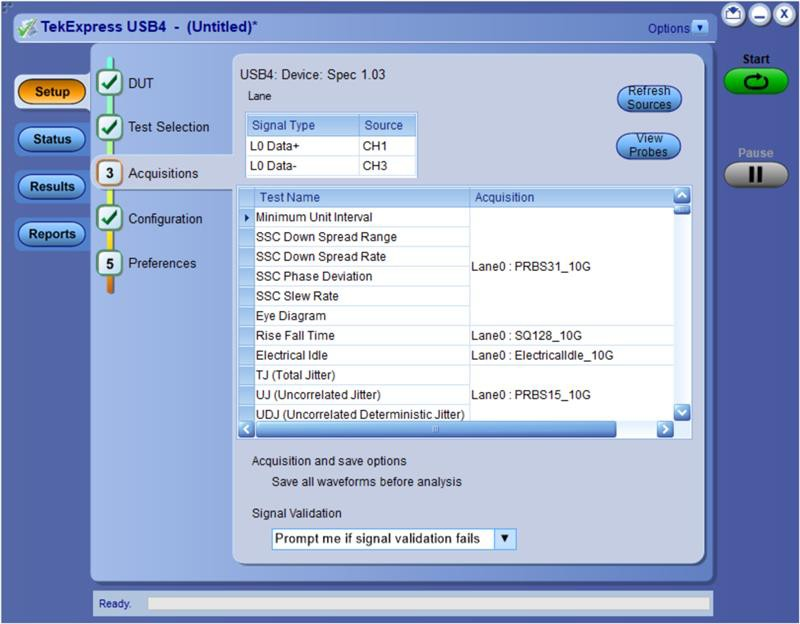 TekExpress USB4 - (Untitled)*
Options
Start
Pause
Setup
Status
Results
Reports
DUT
Test Selection
3 Acquisitions
Configuration
5 Preferences
USB4: Device: Spec 1.03
Lane
Refresh Sources
View Probes
Signal Type Source
L0 Data+ CH1
L0 Data- CH3
Test Name Acquisition
Minimum Unit Interval
SSC Down Spread Range
SSC Down Spread Rate
Lane0 : PRBS31_10G
SSC Phase Deviation
SSC Slew Rate
Eye Diagram
Rise Fall Time Lane0 : SQ128_10G
Electrical Idle Lane0 : ElectricalIdle_10G
TJ (Total Jitter)
UJ (Uncorrelated Jitter) Lane0 : PRBS15_10G
UDJ (Uncorrelated Deterministic Jitter)
Acquisition and save options
Save all waveforms before analysis
Signal Validation
Prompt me if signal validation fails
Ready.